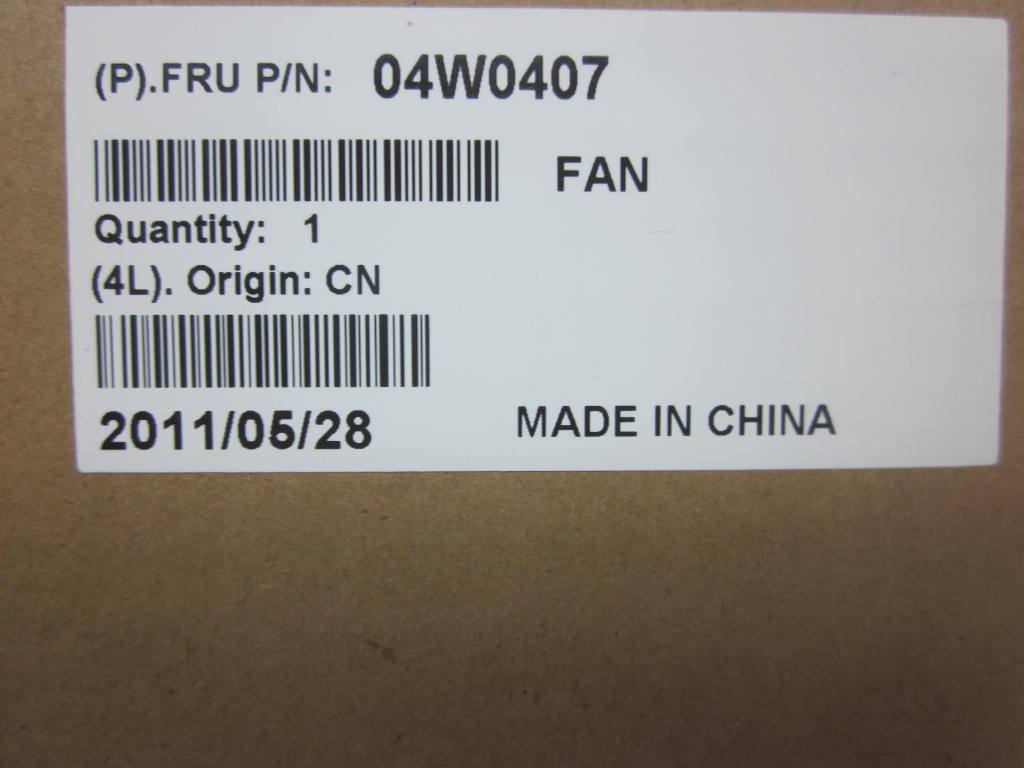 (P).FRU P/N: 04W0407
FAN
Quantity: 1
(4L). Origin: CN
2011/05/28 MADE IN CHINA